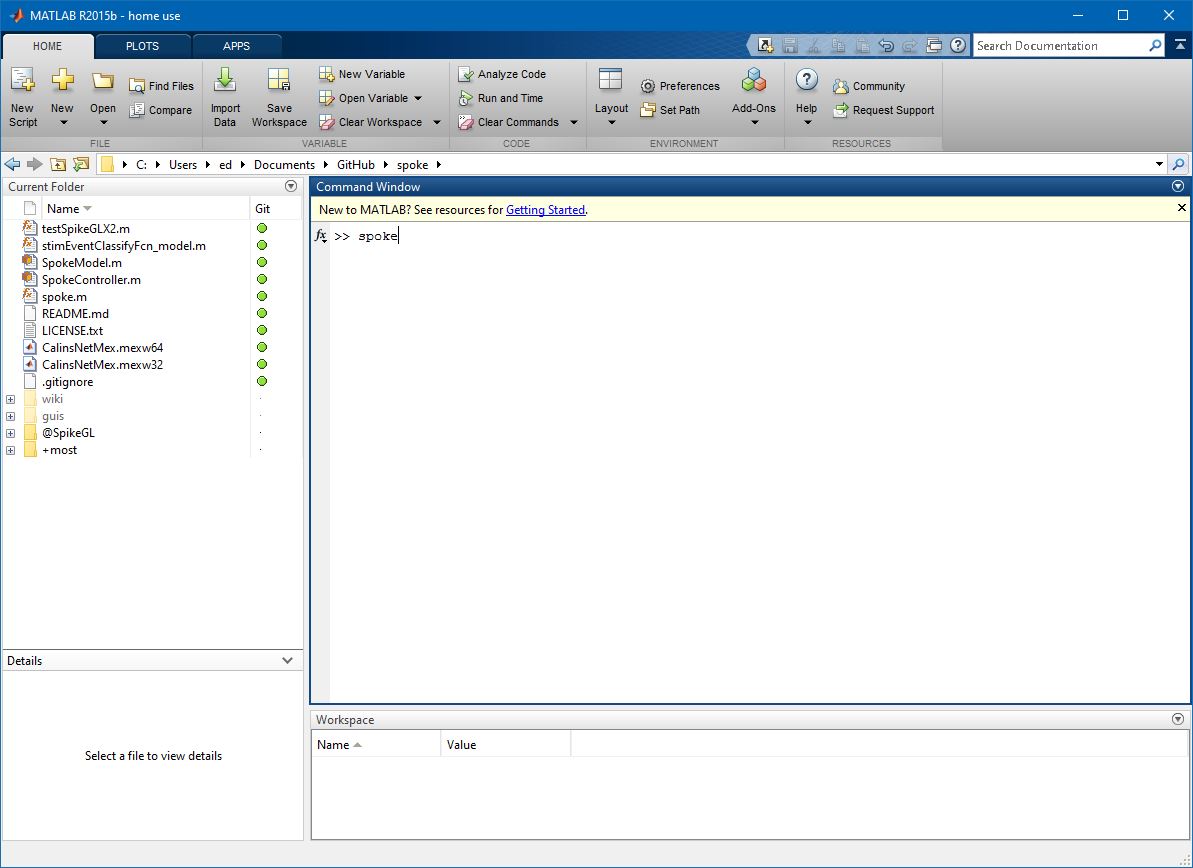 MATLAB R2015b - home use
HOME PLOTS APPS
Search Documentation
New Script
New
Open
Find Files
Compare
Import Data
Save Workspace
New Variable
Open Variable
Clear Workspace
Analyze Code
Run and Time
Clear Commands
Layout
Preferences
Set Path
Add-Ons
Help
Community
Request Support
FILE VARIABLE CODE ENVIRONMENT RESOURCES
C: Users ed Documents GitHub spoke
Current Folder
Name Git
testSpikeGLX2.m
stimEventClassifyFcn_model.m
SpokeModel.m
SpokeController.m
spoke.m
README.md
LICENSE.txt
CalinsNetMex.mexw64
CalinsNetMex.mexw32
.gitignore
wiki
guis
@SpikeGL
+most
Details
Select a file to view details
Command Window
New to MATLAB? See resources for Getting Started.
fx >> spoke
Workspace
Name Value